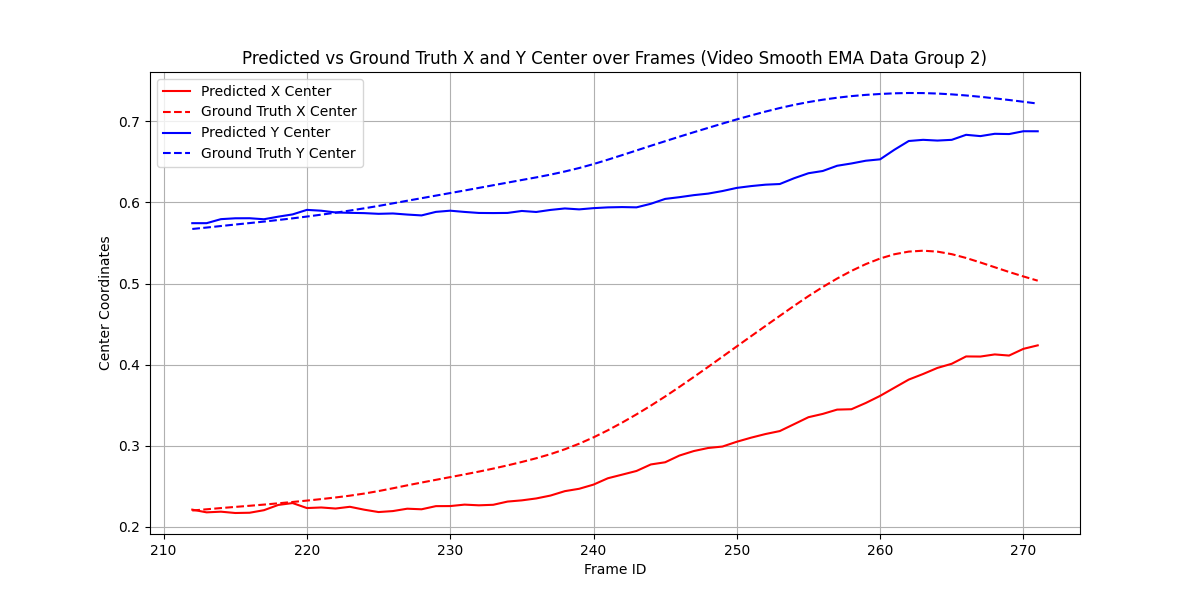 Predicted vs Ground Truth X and Y Center over Frames (Video Smooth EMA Data Group 2)
Predicted X Center
Ground Truth X Center
Predicted Y Center
Ground Truth Y Center
Center Coordinates
0.7
0.6
0.5
0.4
0.3
0.2
210 220 230 240 250 260 270
Frame ID